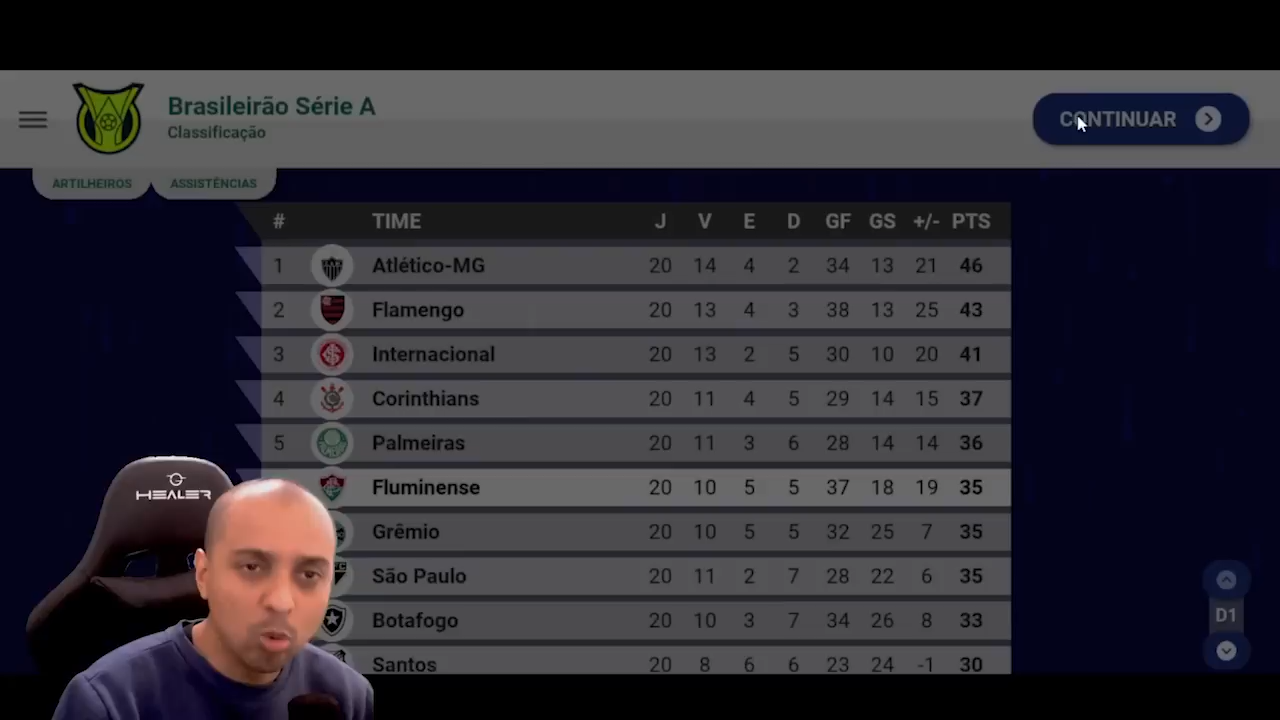 Brasileirão Série A
Classificação
CONTINUAR
ARTILHEIROS ASSISTÊNCIAS
# TIME J V E D GF GS +/- PTS
1 Atlético-MG 20 14 4 2 34 13 21 46
2 Flamengo 20 13 4 3 38 13 25 43
3 Internacional 20 13 2 5 30 10 20 41
4 Corinthians 20 11 4 5 29 14 15 37
5 Palmeiras 20 11 3 6 28 14 14 36
Fluminense 20 10 5 5 37 18 19 35
Grêmio 20 10 5 5 32 25 7 35
São Paulo 20 11 2 7 28 22 6 35
Botafogo 20 10 3 7 34 26 8 33
Santos 20 8 6 6 23 24 -1 30
D1
HEALER